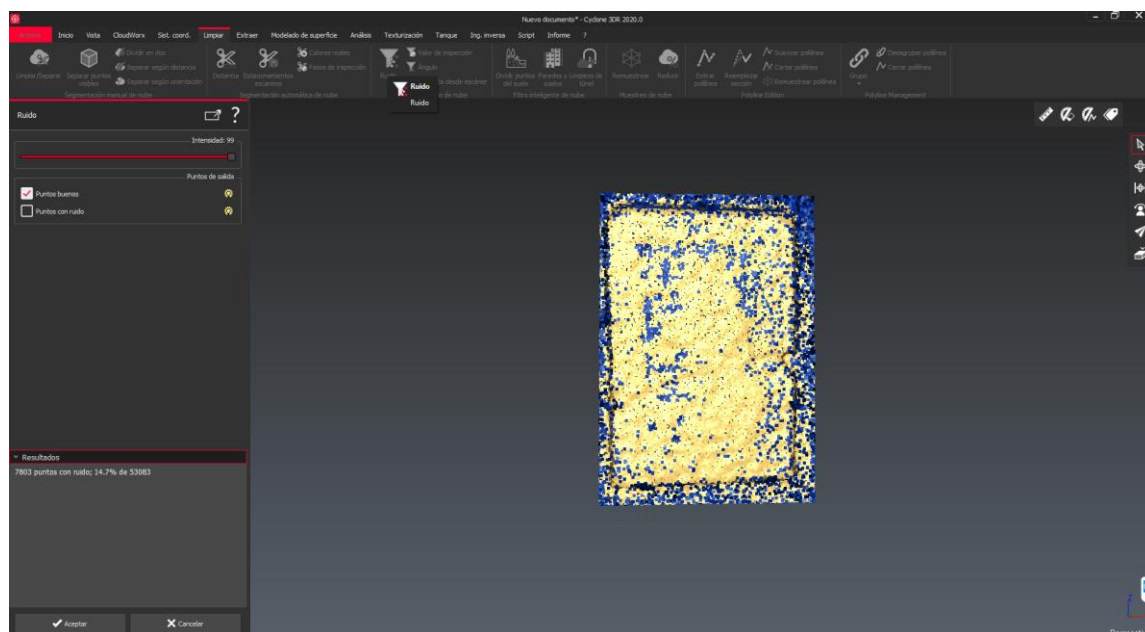 Nuevo documento* - Cyclone 3DR 2020.0
Archivo Inicio Vista CloudWorx Sist. coord. Limpiar Extraer Modelado de superficie Análisis Texturización Tanque Ing. inversa Script Informe ?
Limpiar/Separar
Separar puntos visibles
Dividir en dos
Separar según distancia
Separar según orientación
Segmentación manual de nube
Distancia
Estacionamientos escaneos
Colores reales
Pasos de inspección
Segmentación automática de nube
Valor de inspección
Ángulo
Dividir puntos del suelo
Paredes y suelos
Limpieza de túnel
Filtro inteligente de nube
Remuestrear
Reducir
Muestreo de nube
Estirar polilínea
Reemplazar sección
Suavizar polilínea
Cortar polilínea
Remuestrear polilínea
Polyline Edition
Grupo
Desagrupar polilínea
Cerrar polilínea
Polyline Management
Ruido
Ruido
Ruido ?
Intensidad: 99
Puntos de salida
Puntos buenos
Puntos con ruido
Resultados
7803 puntos con ruido; 14.7% de 53083
Aceptar
Cancelar
Z